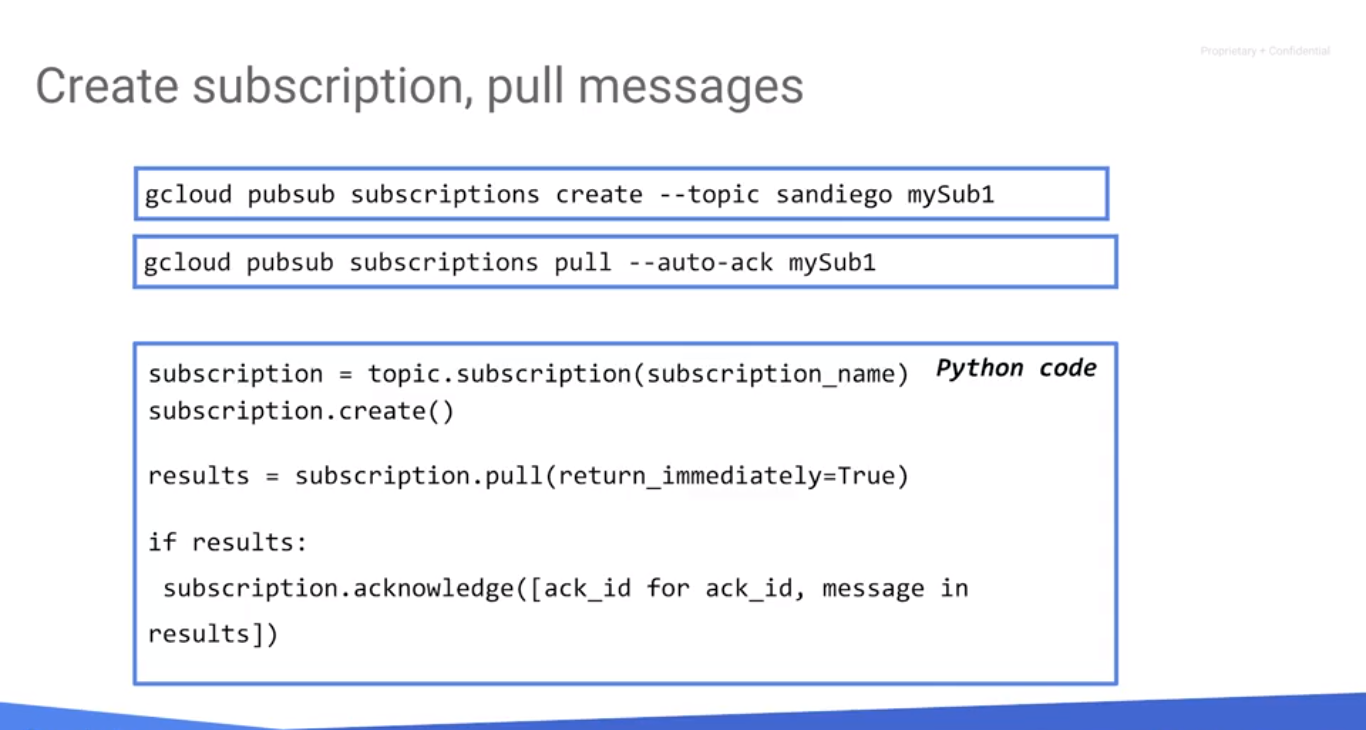 Proprietary + Confidential
Create subscription, pull messages
gcloud pubsub subscriptions create --topic sandiego mySub1
gcloud pubsub subscriptions pull --auto-ack mySub1
subscription = topic.subscription(subscription_name) Python code
subscription.create()
results = subscription.pull(return_immediately=True)
if results:
 subscription.acknowledge([ack_id for ack_id, message in
results])